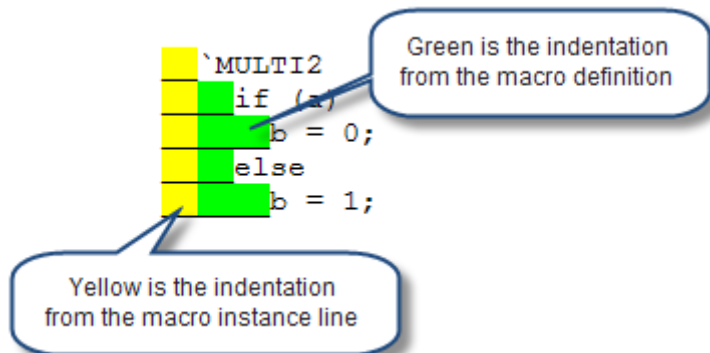 Green is the indentation
from the macro definition
`MULTI2
if (a)
b = 0;
else
b = 1;
Yellow is the indentation
from the macro instance line